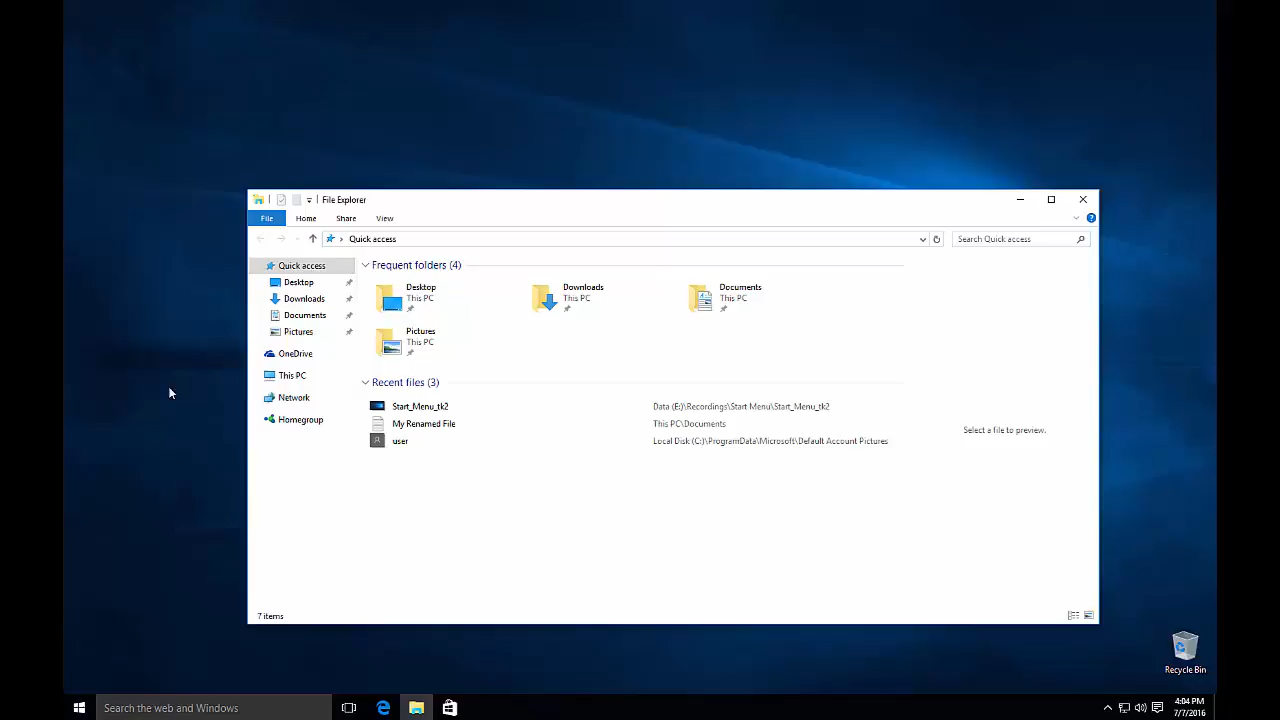 File Explorer
File Home Share View
Quick access
Search Quick access
Quick access
Desktop
Downloads
Documents
Pictures
OneDrive
This PC
Network
Homegroup
Frequent folders (4)
Desktop
This PC
Downloads
This PC
Documents
This PC
Pictures
This PC
Recent files (3)
Start_Menu_tk2 Data (E:)\Recordings\Start Menu\Start_Menu_tk2
My Renamed File This PC\Documents
user Local Disk (C:)\ProgramData\Microsoft\Default Account Pictures
Select a file to preview.
7 items
Recycle Bin
Search the web and Windows
4:04 PM
7/7/2016